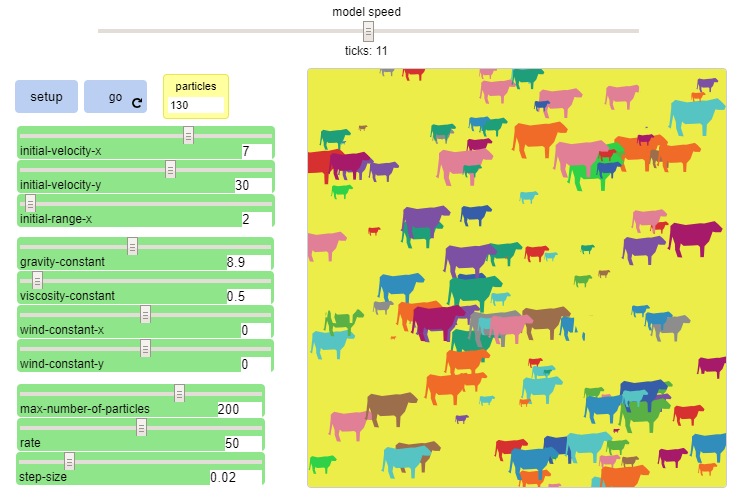 model speed
ticks: 11
setup
go
particles
130
initial-velocity-x 7
initial-velocity-y 30
initial-range-x 2
gravity-constant 8.9
viscosity-constant 0.5
wind-constant-x 0
wind-constant-y 0
max-number-of-particles 200
rate 50
step-size 0.02